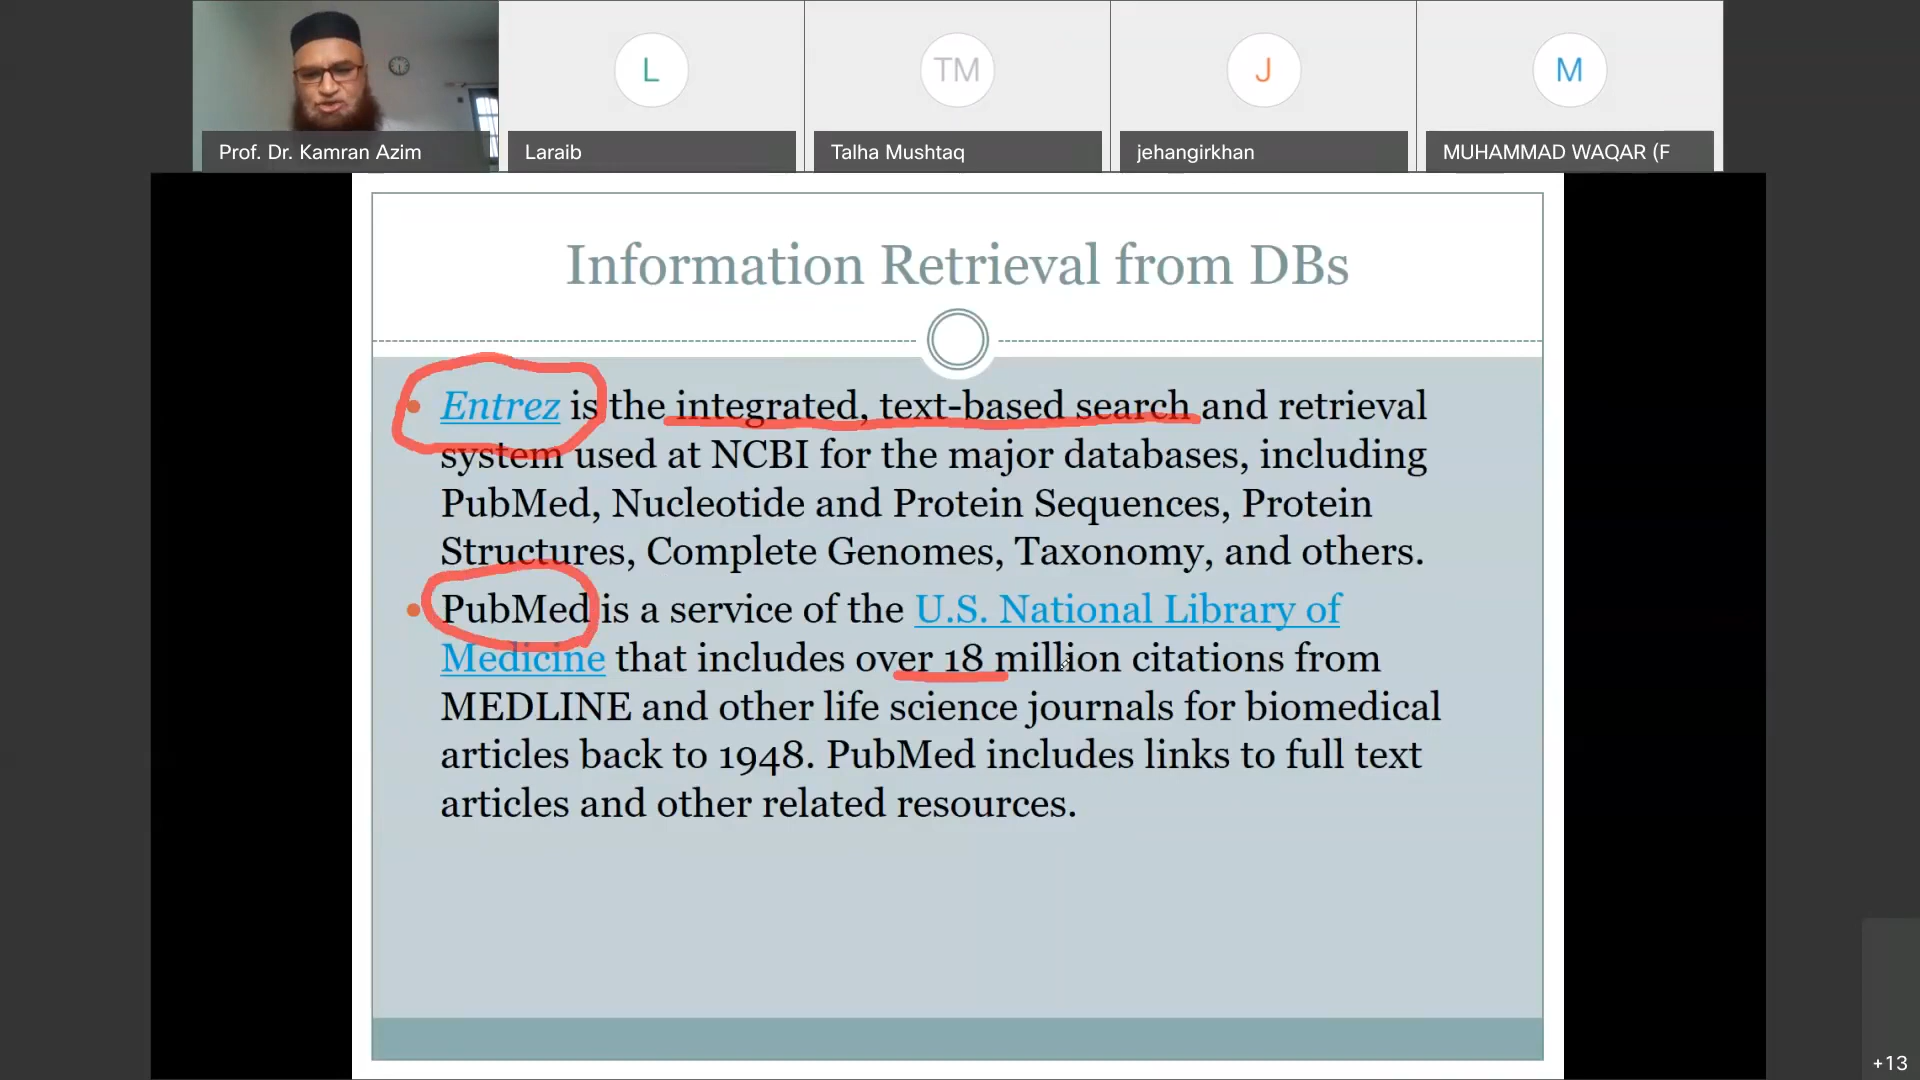 L
TM
J
M
Prof. Dr. Kamran Azim
Laraib
Talha Mushtaq
jehangirkhan
MUHAMMAD WAQAR (F
Information Retrieval from DBs
• Entrez is the integrated, text-based search and retrieval
system used at NCBI for the major databases, including
PubMed, Nucleotide and Protein Sequences, Protein
Structures, Complete Genomes, Taxonomy, and others.
• PubMed is a service of the U.S. National Library of
Medicine that includes over 18 million citations from
MEDLINE and other life science journals for biomedical
articles back to 1948. PubMed includes links to full text
articles and other related resources.
+13